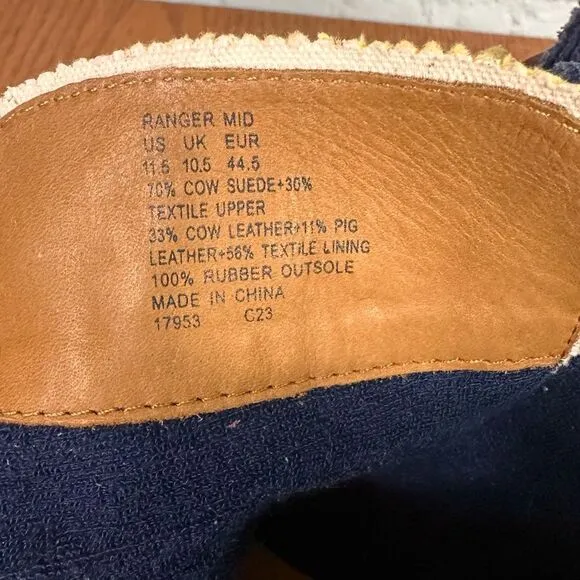 RANGER MID
US UK EUR
11.5 10.5 44.5
70% COW SUEDE+30%
TEXTILE UPPER
33% COW LEATHER+11% PIG
LEATHER+56% TEXTILE LINING
100% RUBBER OUTSOLE
MADE IN CHINA
17953 C23